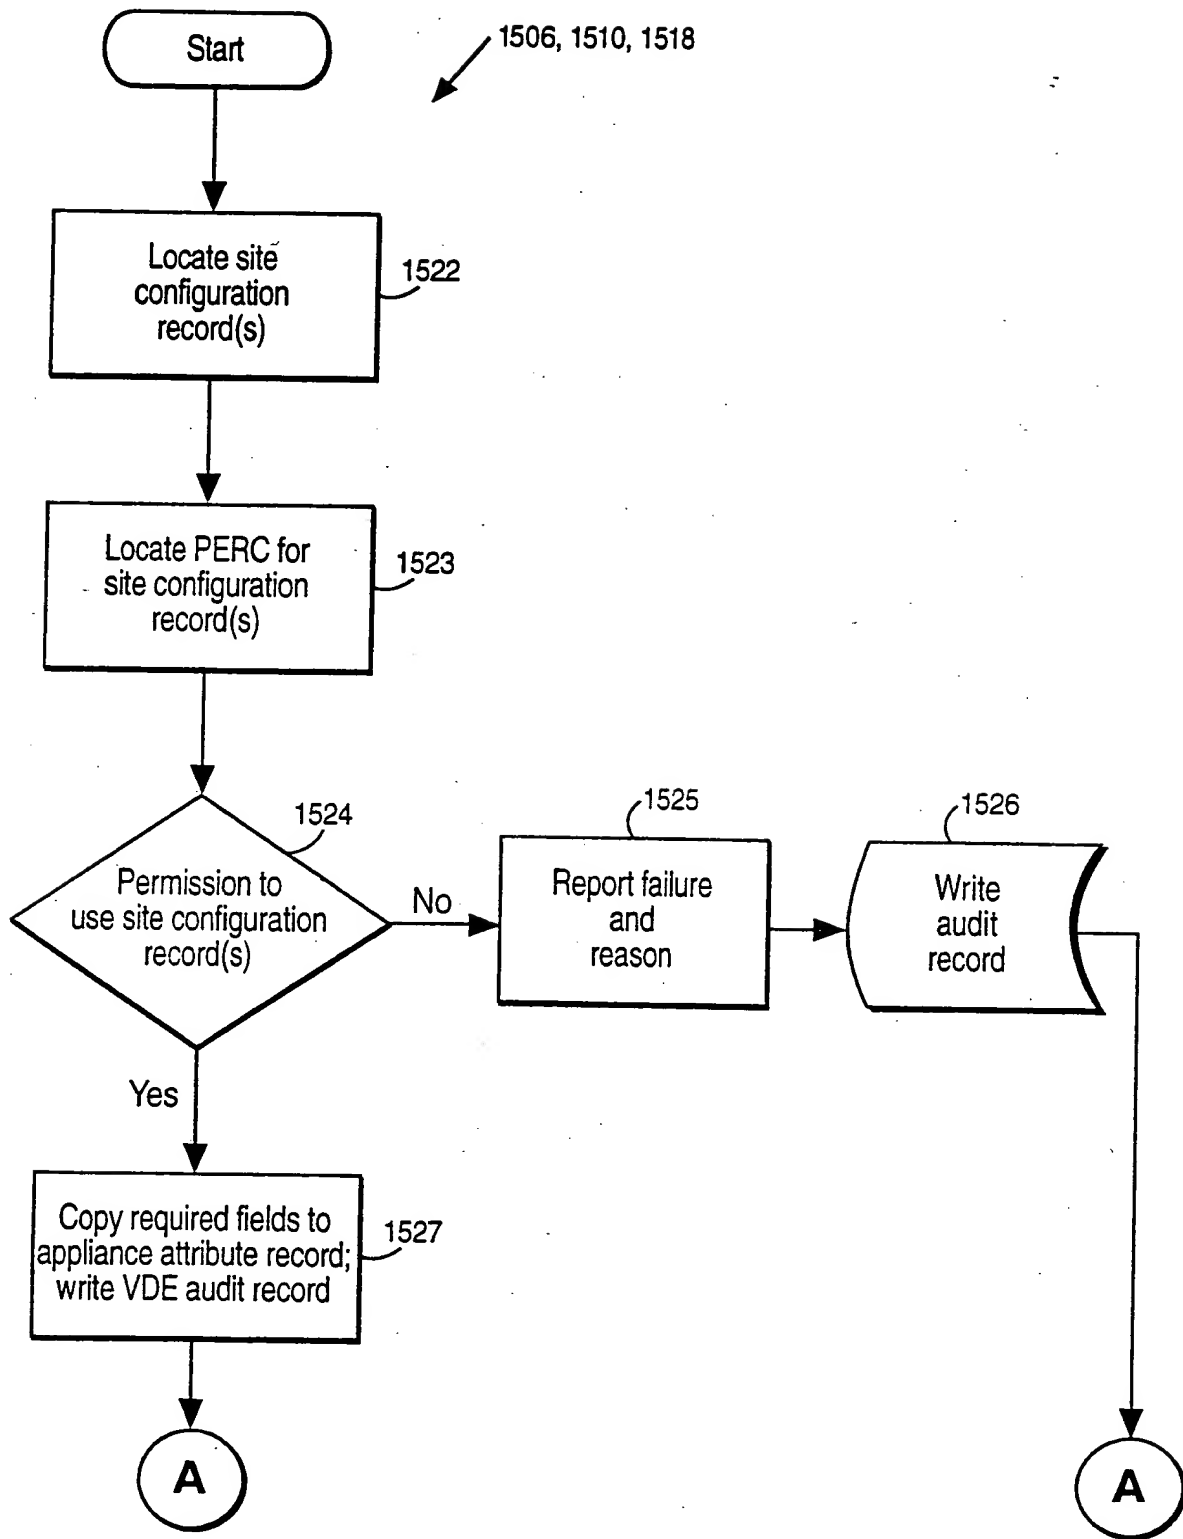 Start
1506, 1510, 1518
Locate site
configuration
record(s)
1522
Locate PERC for
site configuration
record(s)
1523
1524
Permission to
use site configuration
record(s)
No
1525
Report failure
and
reason
1526
Write
audit
record
Yes
Copy required fields to
appliance attribute record;
write VDE audit record
1527
A
A